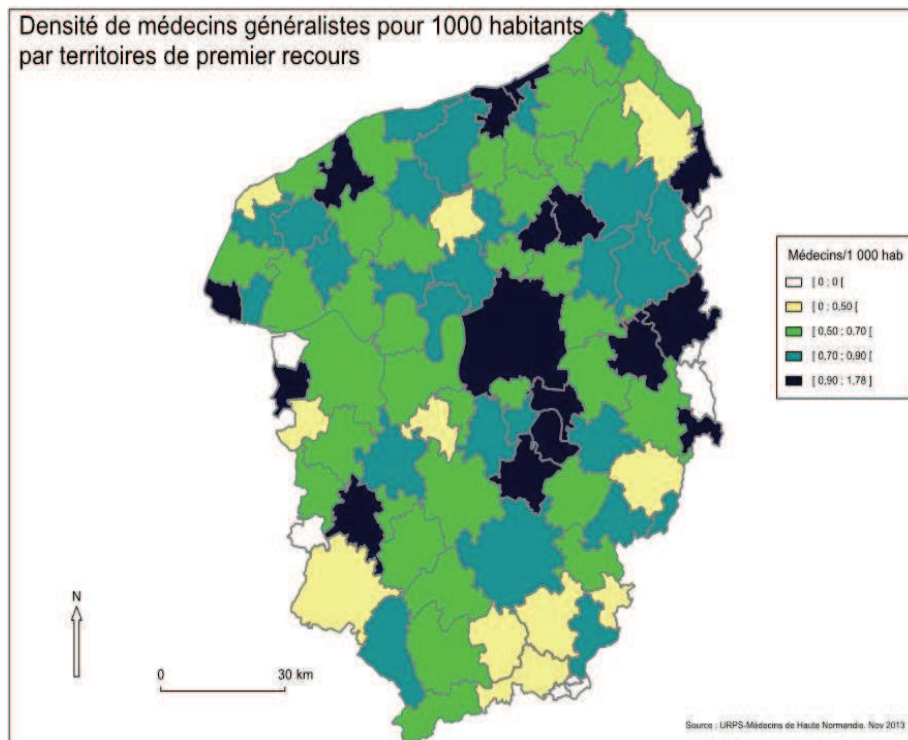 Densité de médecins généralistes pour 1000 habitants
par territoires de premier recours
Médecins/1 000 hab
[ 0 ; 0[
[ 0 ; 0,50 [
[ 0,50 ; 0,70 [
[ 0,70 ; 0,90 [
[ 0,90 ; 1,78 ]
N
0 30 km
Source : URPS-Médecins de Haute Normandie. Nov 2013